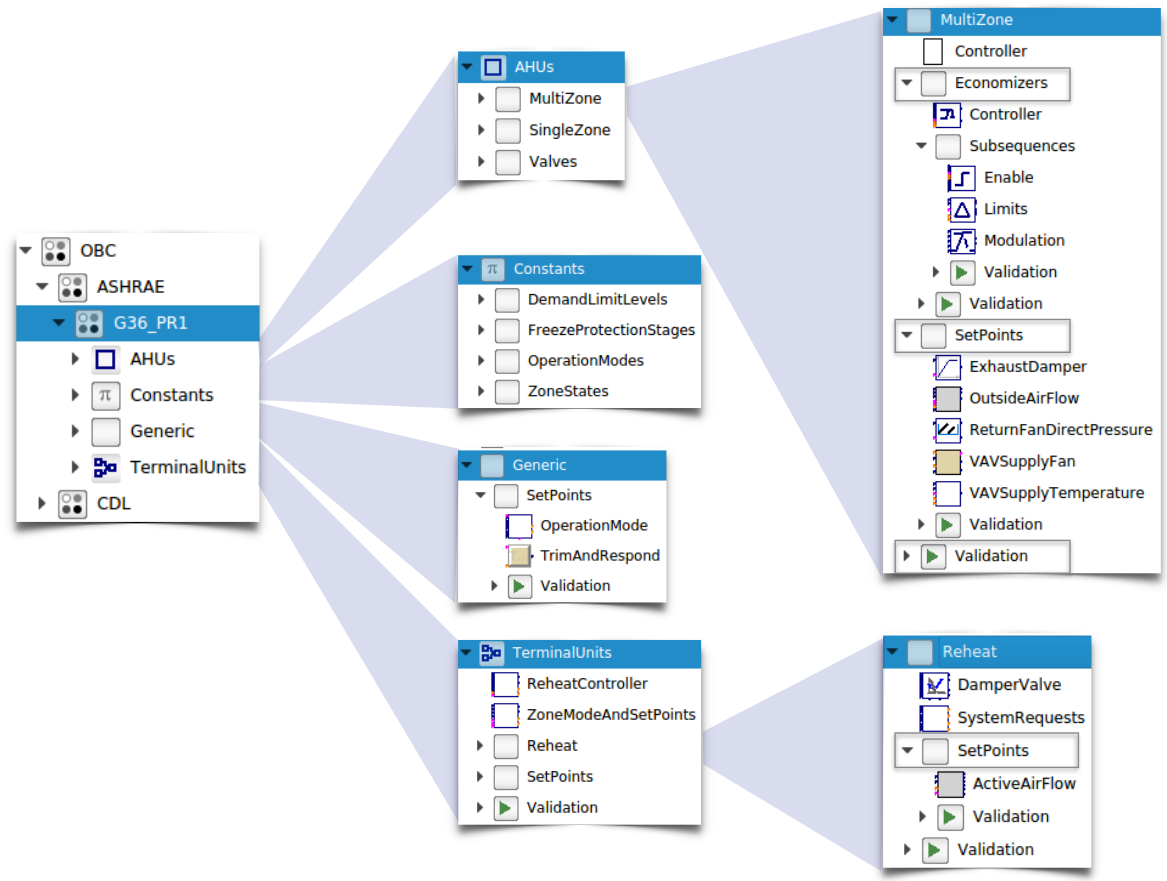 OBC
ASHRAE
G36_PR1
AHUs
π Constants
Generic
TerminalUnits
CDL
AHUs
MultiZone
SingleZone
Valves
π Constants
DemandLimitLevels
FreezeProtectionStages
OperationModes
ZoneStates
Generic
SetPoints
OperationMode
TrimAndRespond
Validation
TerminalUnits
ReheatController
ZoneModeAndSetPoints
Reheat
SetPoints
Validation
MultiZone
Controller
Economizers
Controller
Subsequences
Enable
Limits
Modulation
Validation
Validation
SetPoints
ExhaustDamper
OutsideAirFlow
ReturnFanDirectPressure
VAVSupplyFan
VAVSupplyTemperature
Validation
Validation
Reheat
DamperValve
SystemRequests
SetPoints
ActiveAirFlow
Validation
Validation